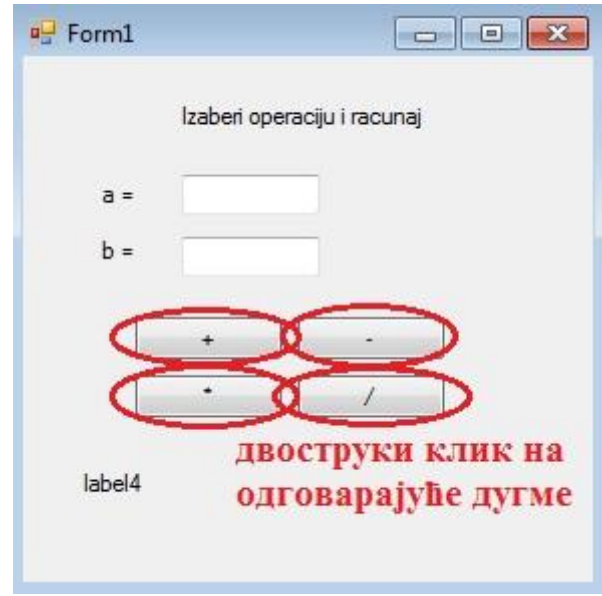 Form1
Izaberi operaciju i racunaj
a =
b =
+ -
* /
двоструки клик на
label4
одговарајуће дугме